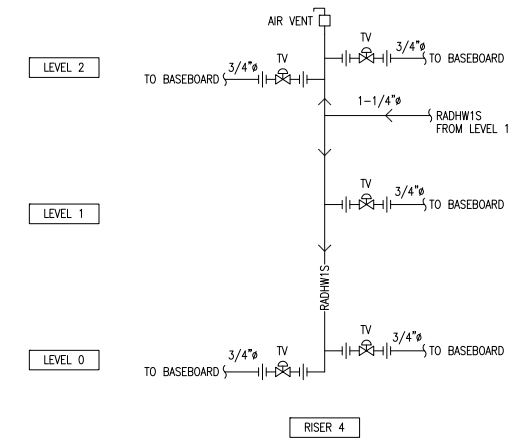 AIR VENT
TV
3/4"ø
TO BASEBOARD
LEVEL 2
TO BASEBOARD
3/4"ø
TV
1-1/4"ø
RADHW1S
FROM LEVEL 1
TV
3/4"ø
TO BASEBOARD
LEVEL 1
RADHW1S
TV
3/4"ø
TO BASEBOARD
LEVEL 0
TO BASEBOARD
3/4"ø
TV
RISER 4